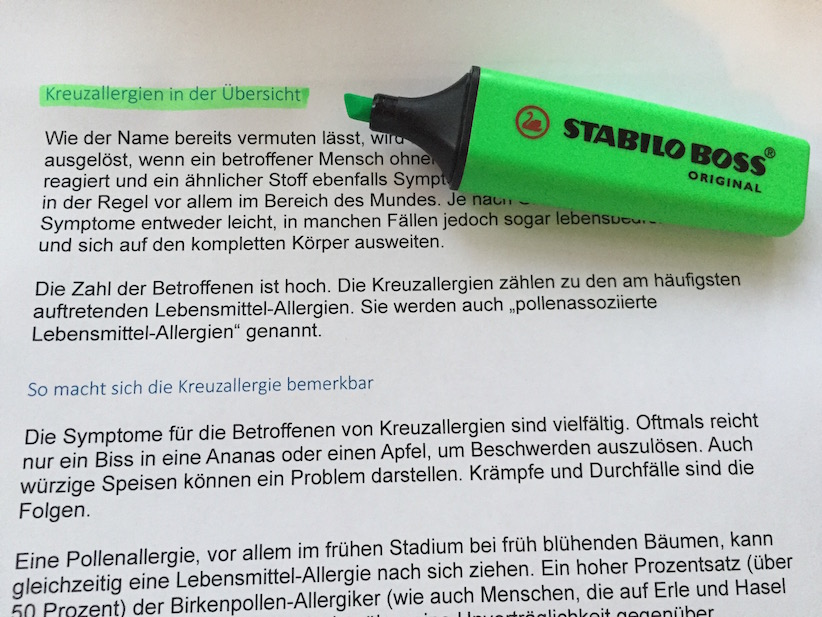 Kreuzallergien in der Übersicht
STABILO BOSS®
ORIGINAL
Wie der Name bereits vermuten lässt, wird
ausgelöst, wenn ein betroffener Mensch
reagiert und ein ähnlicher Stoff ebenfalls
in der Regel vor allem im Bereich des Mundes. Je nach
Symptome entweder leicht, in manchen Fällen jedoch sogar
und sich auf den kompletten Körper ausweiten.
Die Zahl der Betroffenen ist hoch. Die Kreuzallergien zählen zu den am häufigsten
auftretenden Lebensmittel-Allergien. Sie werden auch „pollenassoziierte
Lebensmittel-Allergien“ genannt.
So macht sich die Kreuzallergie bemerkbar
Die Symptome für die Betroffenen von Kreuzallergien sind vielfältig. Oftmals reicht
nur ein Biss in eine Ananas oder einen Apfel, um Beschwerden auszulösen. Auch
würzige Speisen können ein Problem darstellen. Krämpfe und Durchfälle sind die
Folgen.
Eine Pollenallergie, vor allem im frühen Stadium bei früh blühenden Bäumen, kann
gleichzeitig eine Lebensmittel-Allergie nach sich ziehen. Ein hoher Prozentsatz (über
50 Prozent) der Birkenpollen-Allergiker (wie auch Menschen, die auf Erle und Hasel
Unverträglichkeit gegenüber